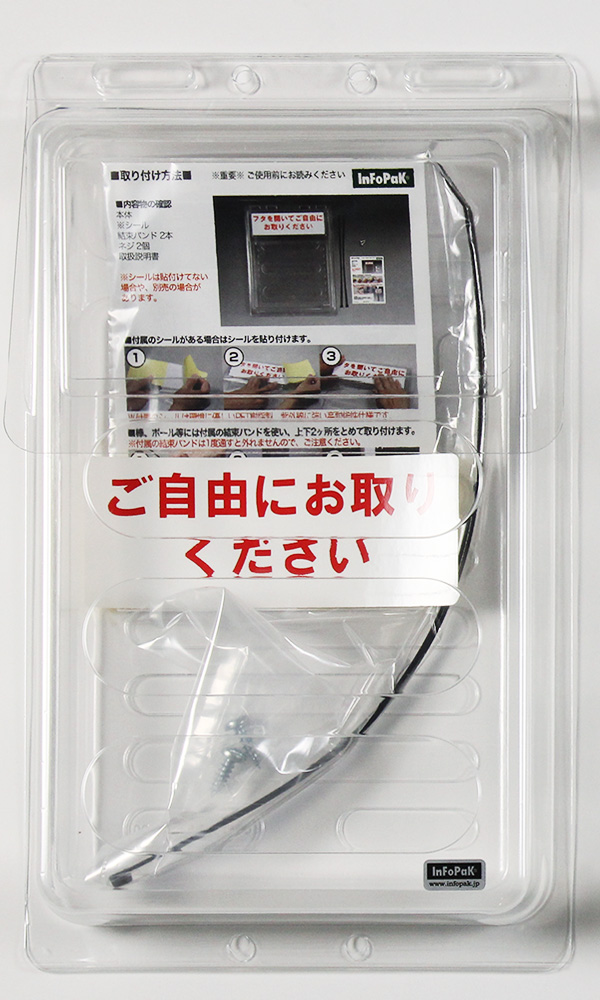 ■取り付け方法■
※重要※ ご使用前にお読みください
InFoPaK
■内容物の確認
本体
※シール
結束バンド 2本
ネジ 2個
取扱説明書
※シールは貼付けてない
場合や、別売の場合が
あります。
フタを開いてご自由に
お取りください
■付属のシールがある場合はシールを貼り付けます。
1
2
3
■棒、ポール等には付属の結束バンドを使い、上下2ヶ所をとめて取り付けます。
※付属の結束バンドは1度通すと外れませんので、ご注意ください。
ご自由にお取り
ください
InFoPaK
www.infopak.jp